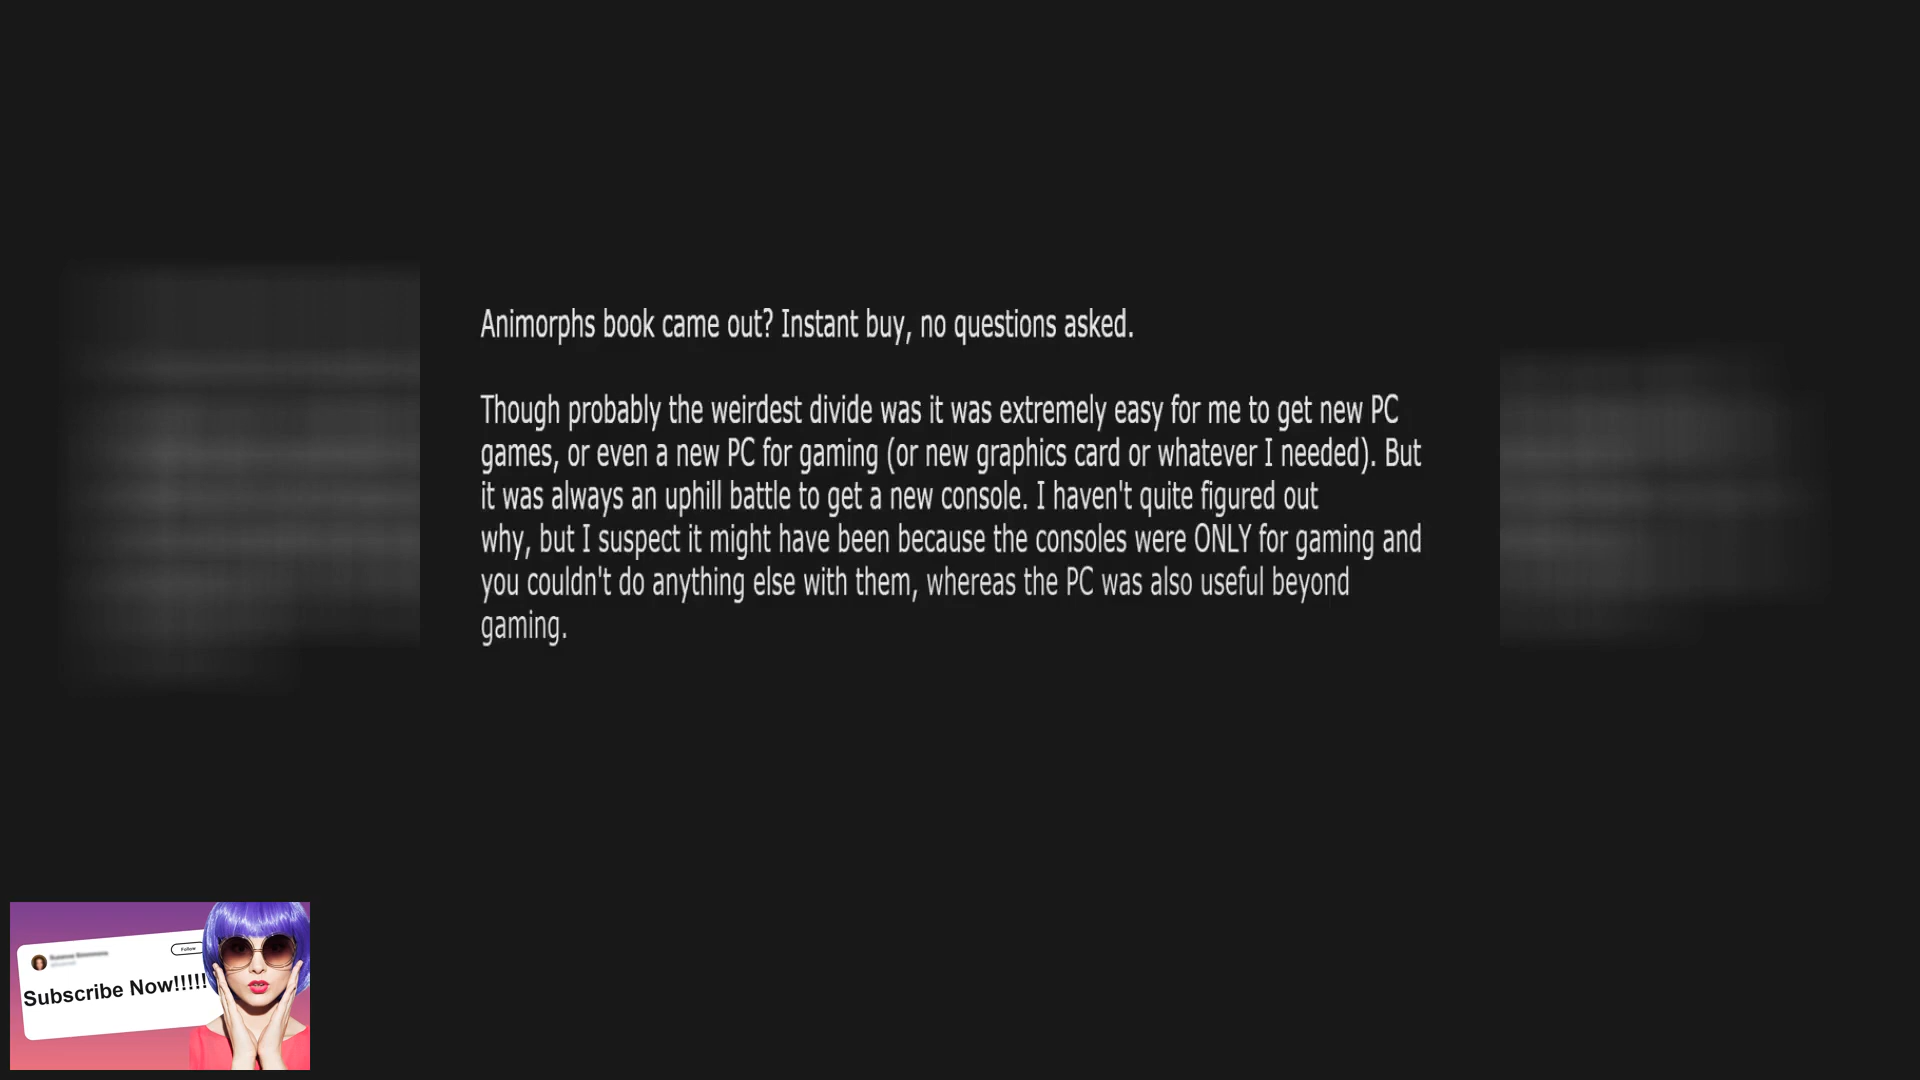 Animorphs book came out? Instant buy, no questions asked.
Though probably the weirdest divide was it was extremely easy for me to get new PC
games, or even a new PC for gaming (or new graphics card or whatever I needed). But
it was always an uphill battle to get a new console. I haven't quite figured out
why, but I suspect it might have been because the consoles were ONLY for gaming and
you couldn't do anything else with them, whereas the PC was also useful beyond
gaming.
Follow
Subscribe Now!!!!!